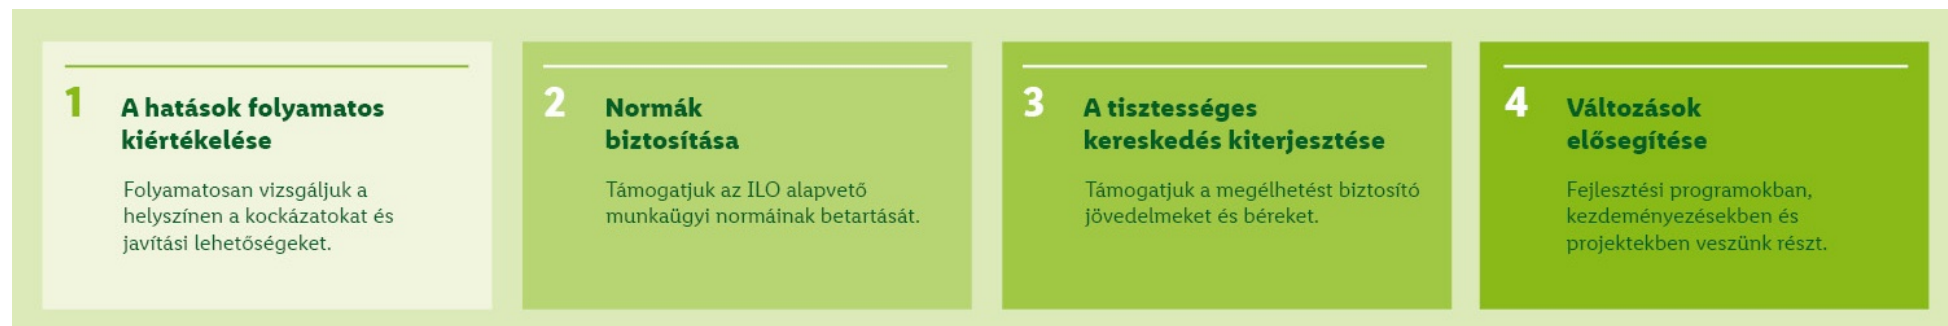 1
A hatások folyamatos
kiértékelése
Folyamatosan vizsgáljuk a
helyszínen a kockázatokat és
javítási lehetőségeket.
2
Normák
biztosítása
Támogatjuk az ILO alapvető
munkaügyi normáinak betartását.
3
A tisztességes
kereskedés kiterjesztése
Támogatjuk a megélhetést biztosító
jövedelmeket és béreket.
4
Változások
elősegítése
Fejlesztési programokban,
kezdeményezésekben és
projektekben veszünk részt.